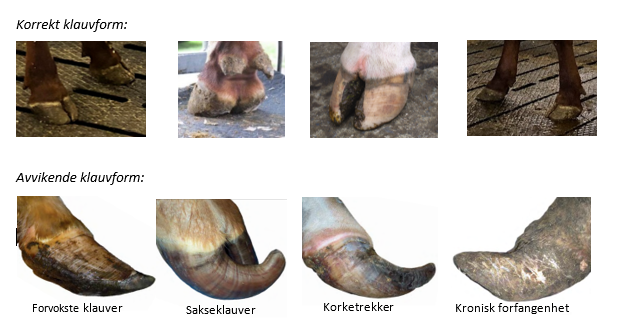 Korrekt klauvform:
Avvikende klauvform:
Forvokste klauver
Sakseklauver
Korketrekker
Kronisk forfangenhet